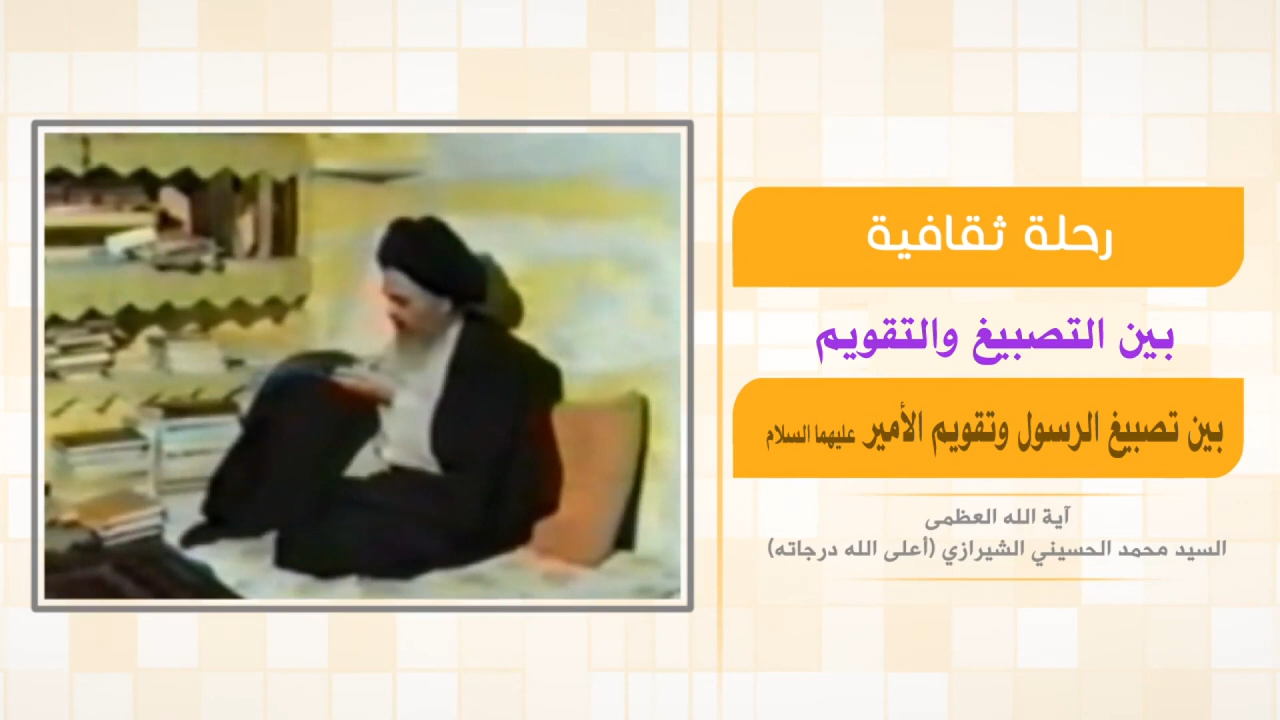 رحلة ثقافية
بين التصبيغ والتقويم
بين تصبيغ الرسول وتقويم الأمير عليهما السلام
آية الله العظمى
السيد محمد الحسيني الشيرازي (أعلى الله درجاته)